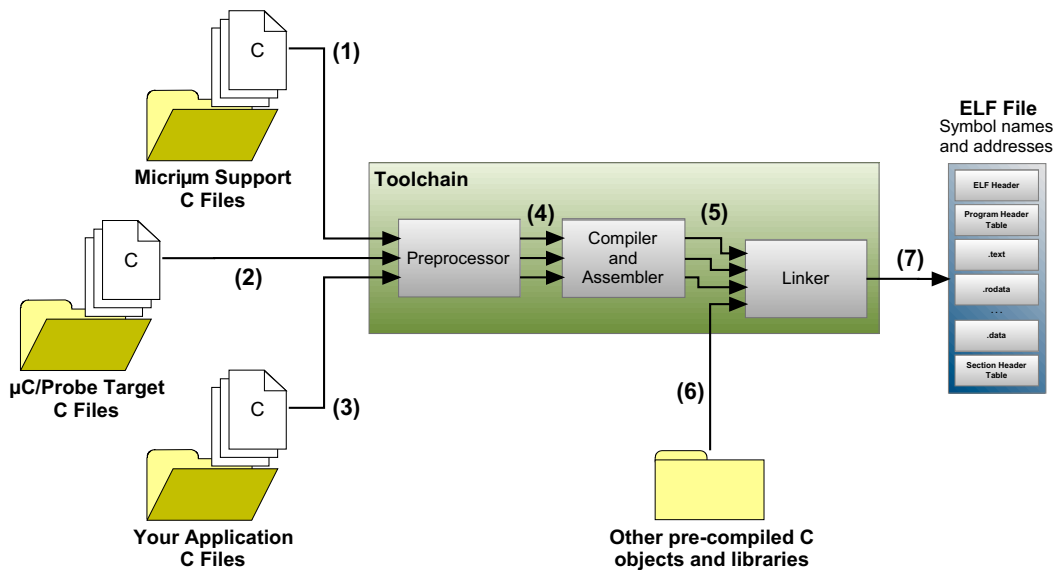 C
(1)
Micriµm Support
C Files
C
(2)
µC/Probe Target
C Files
C
(3)
Your Application
C Files
Toolchain
Preprocessor
(4)
Compiler
and
Assembler
(5)
Linker
(6)
Other pre-compiled C
objects and libraries
(7)
ELF File
Symbol names
and addresses
ELF Header
Program Header
Table
.text
.rodata
...
.data
Section Header
Table